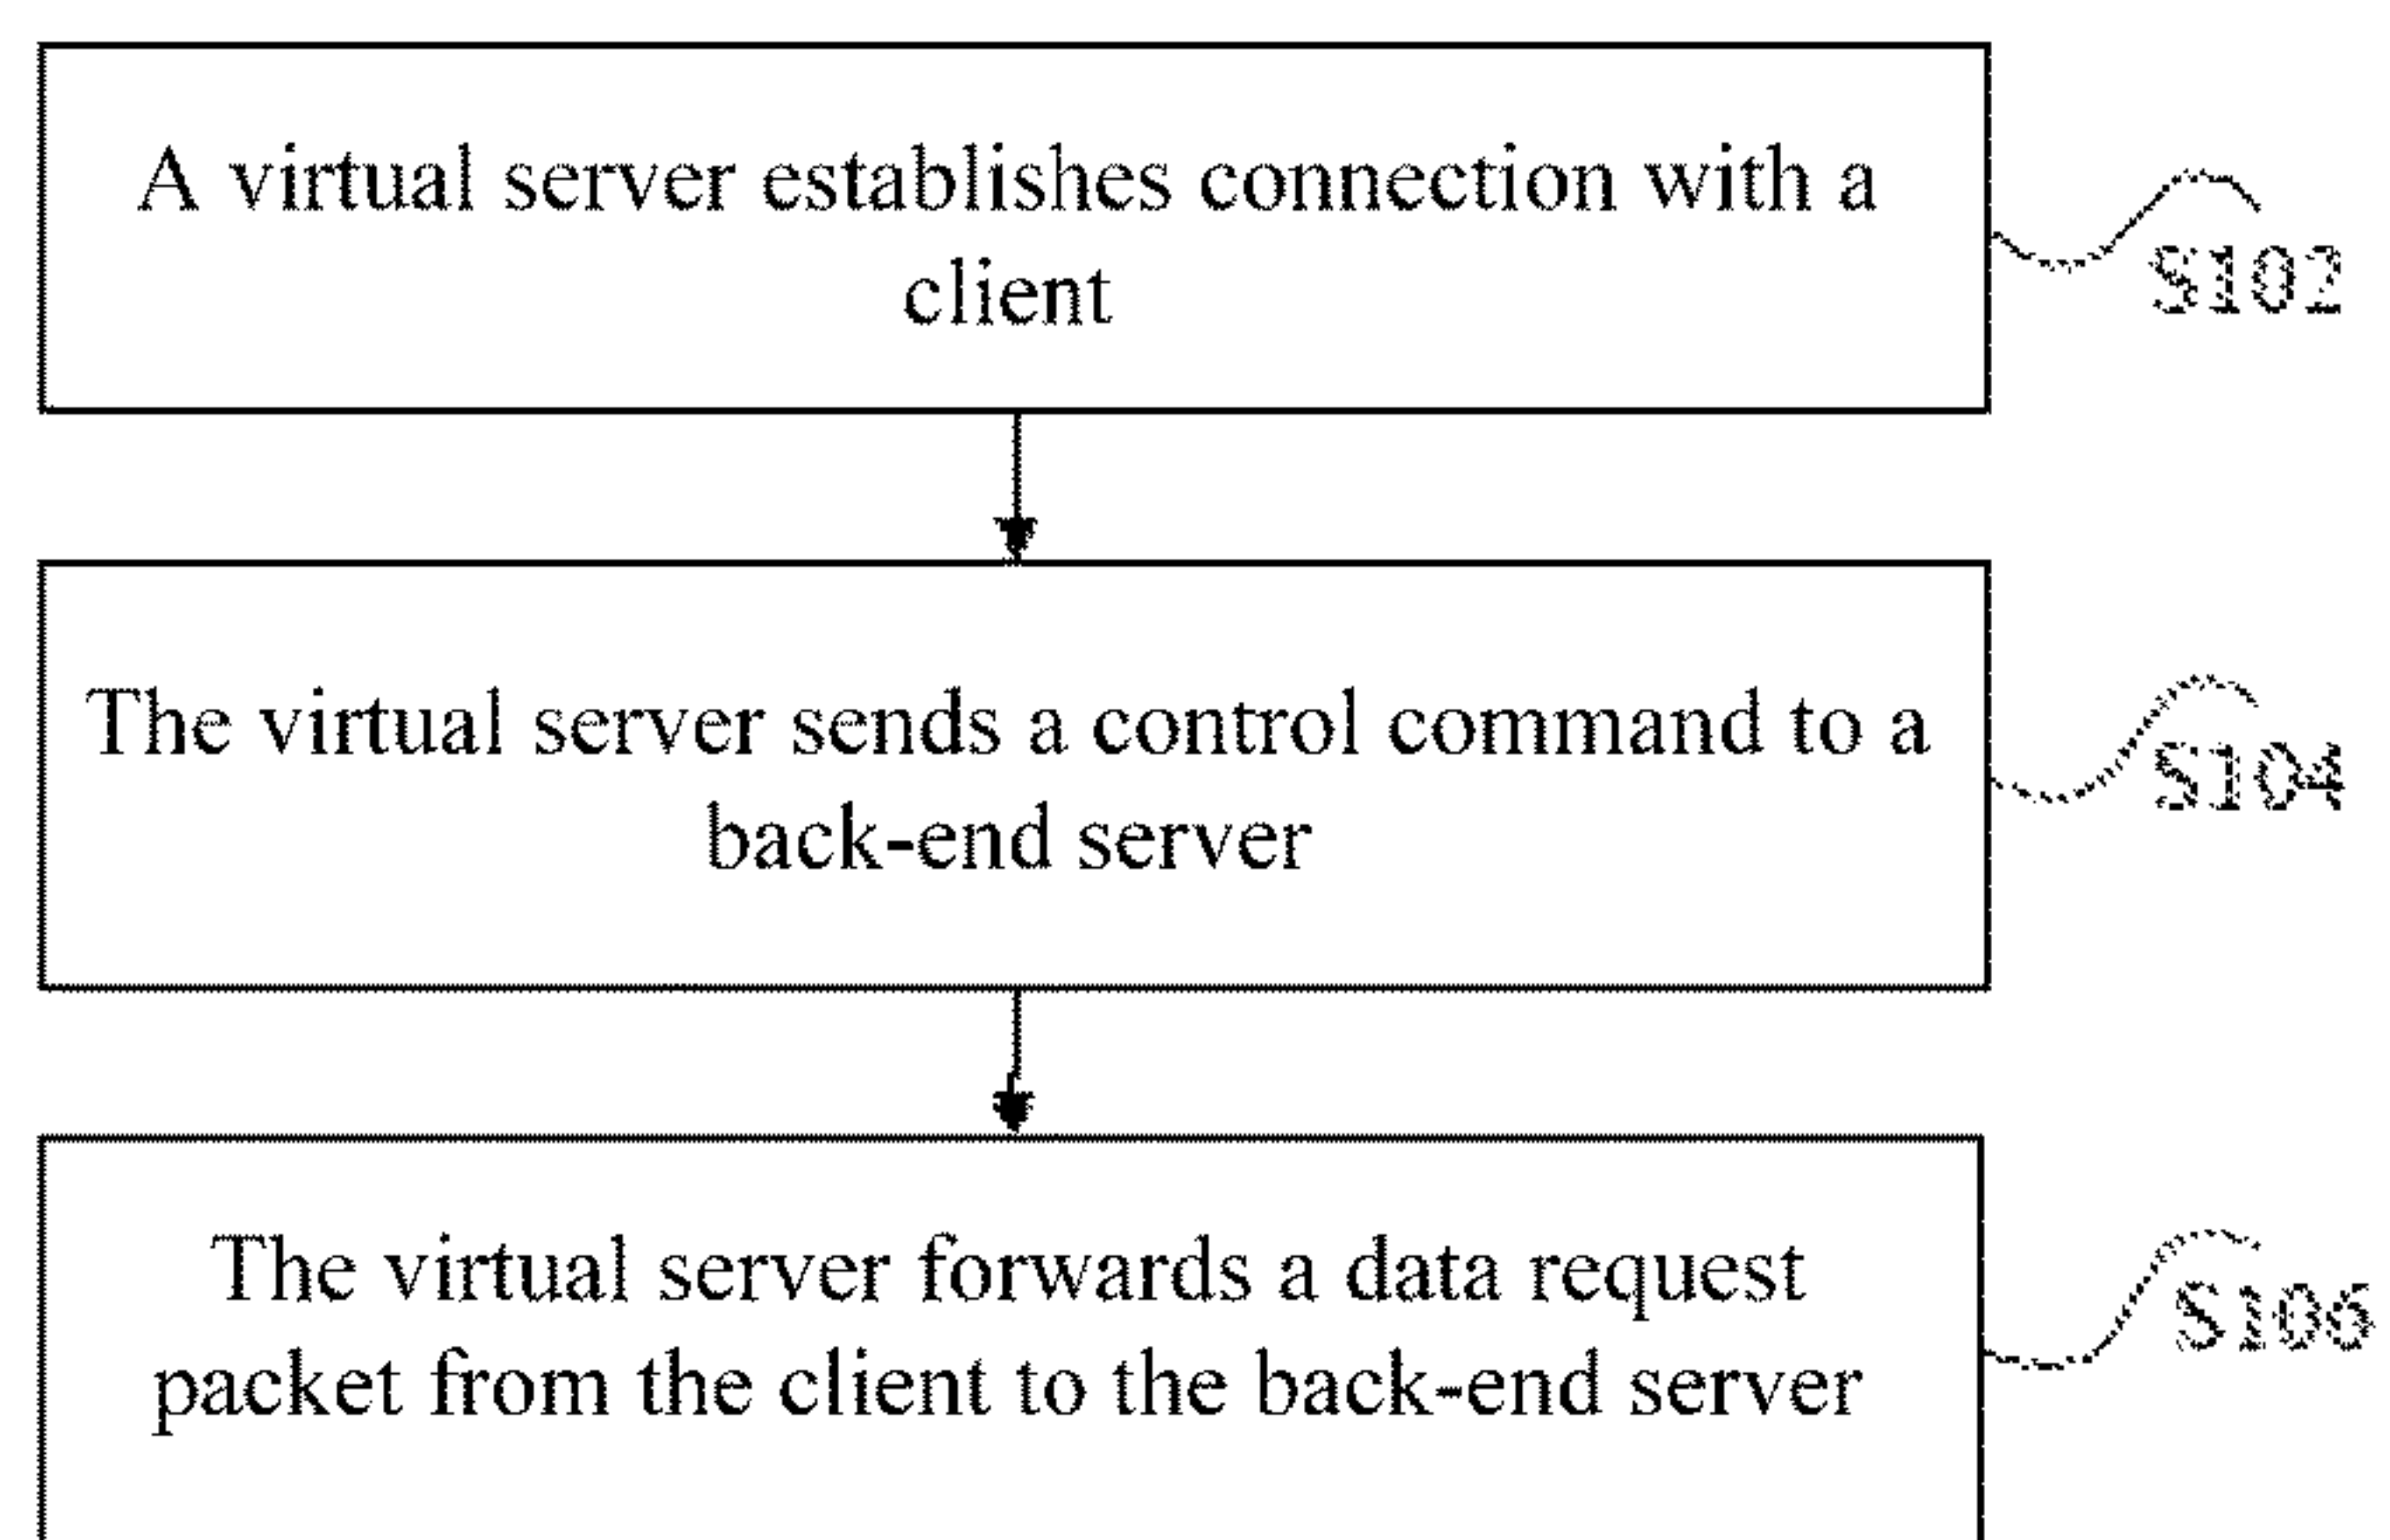 A virtual server establishes connection with a
client
S102
The virtual server sends a control command to a
back-end server
S104
The virtual server forwards a data request
packet from the client to the back-end server
S106